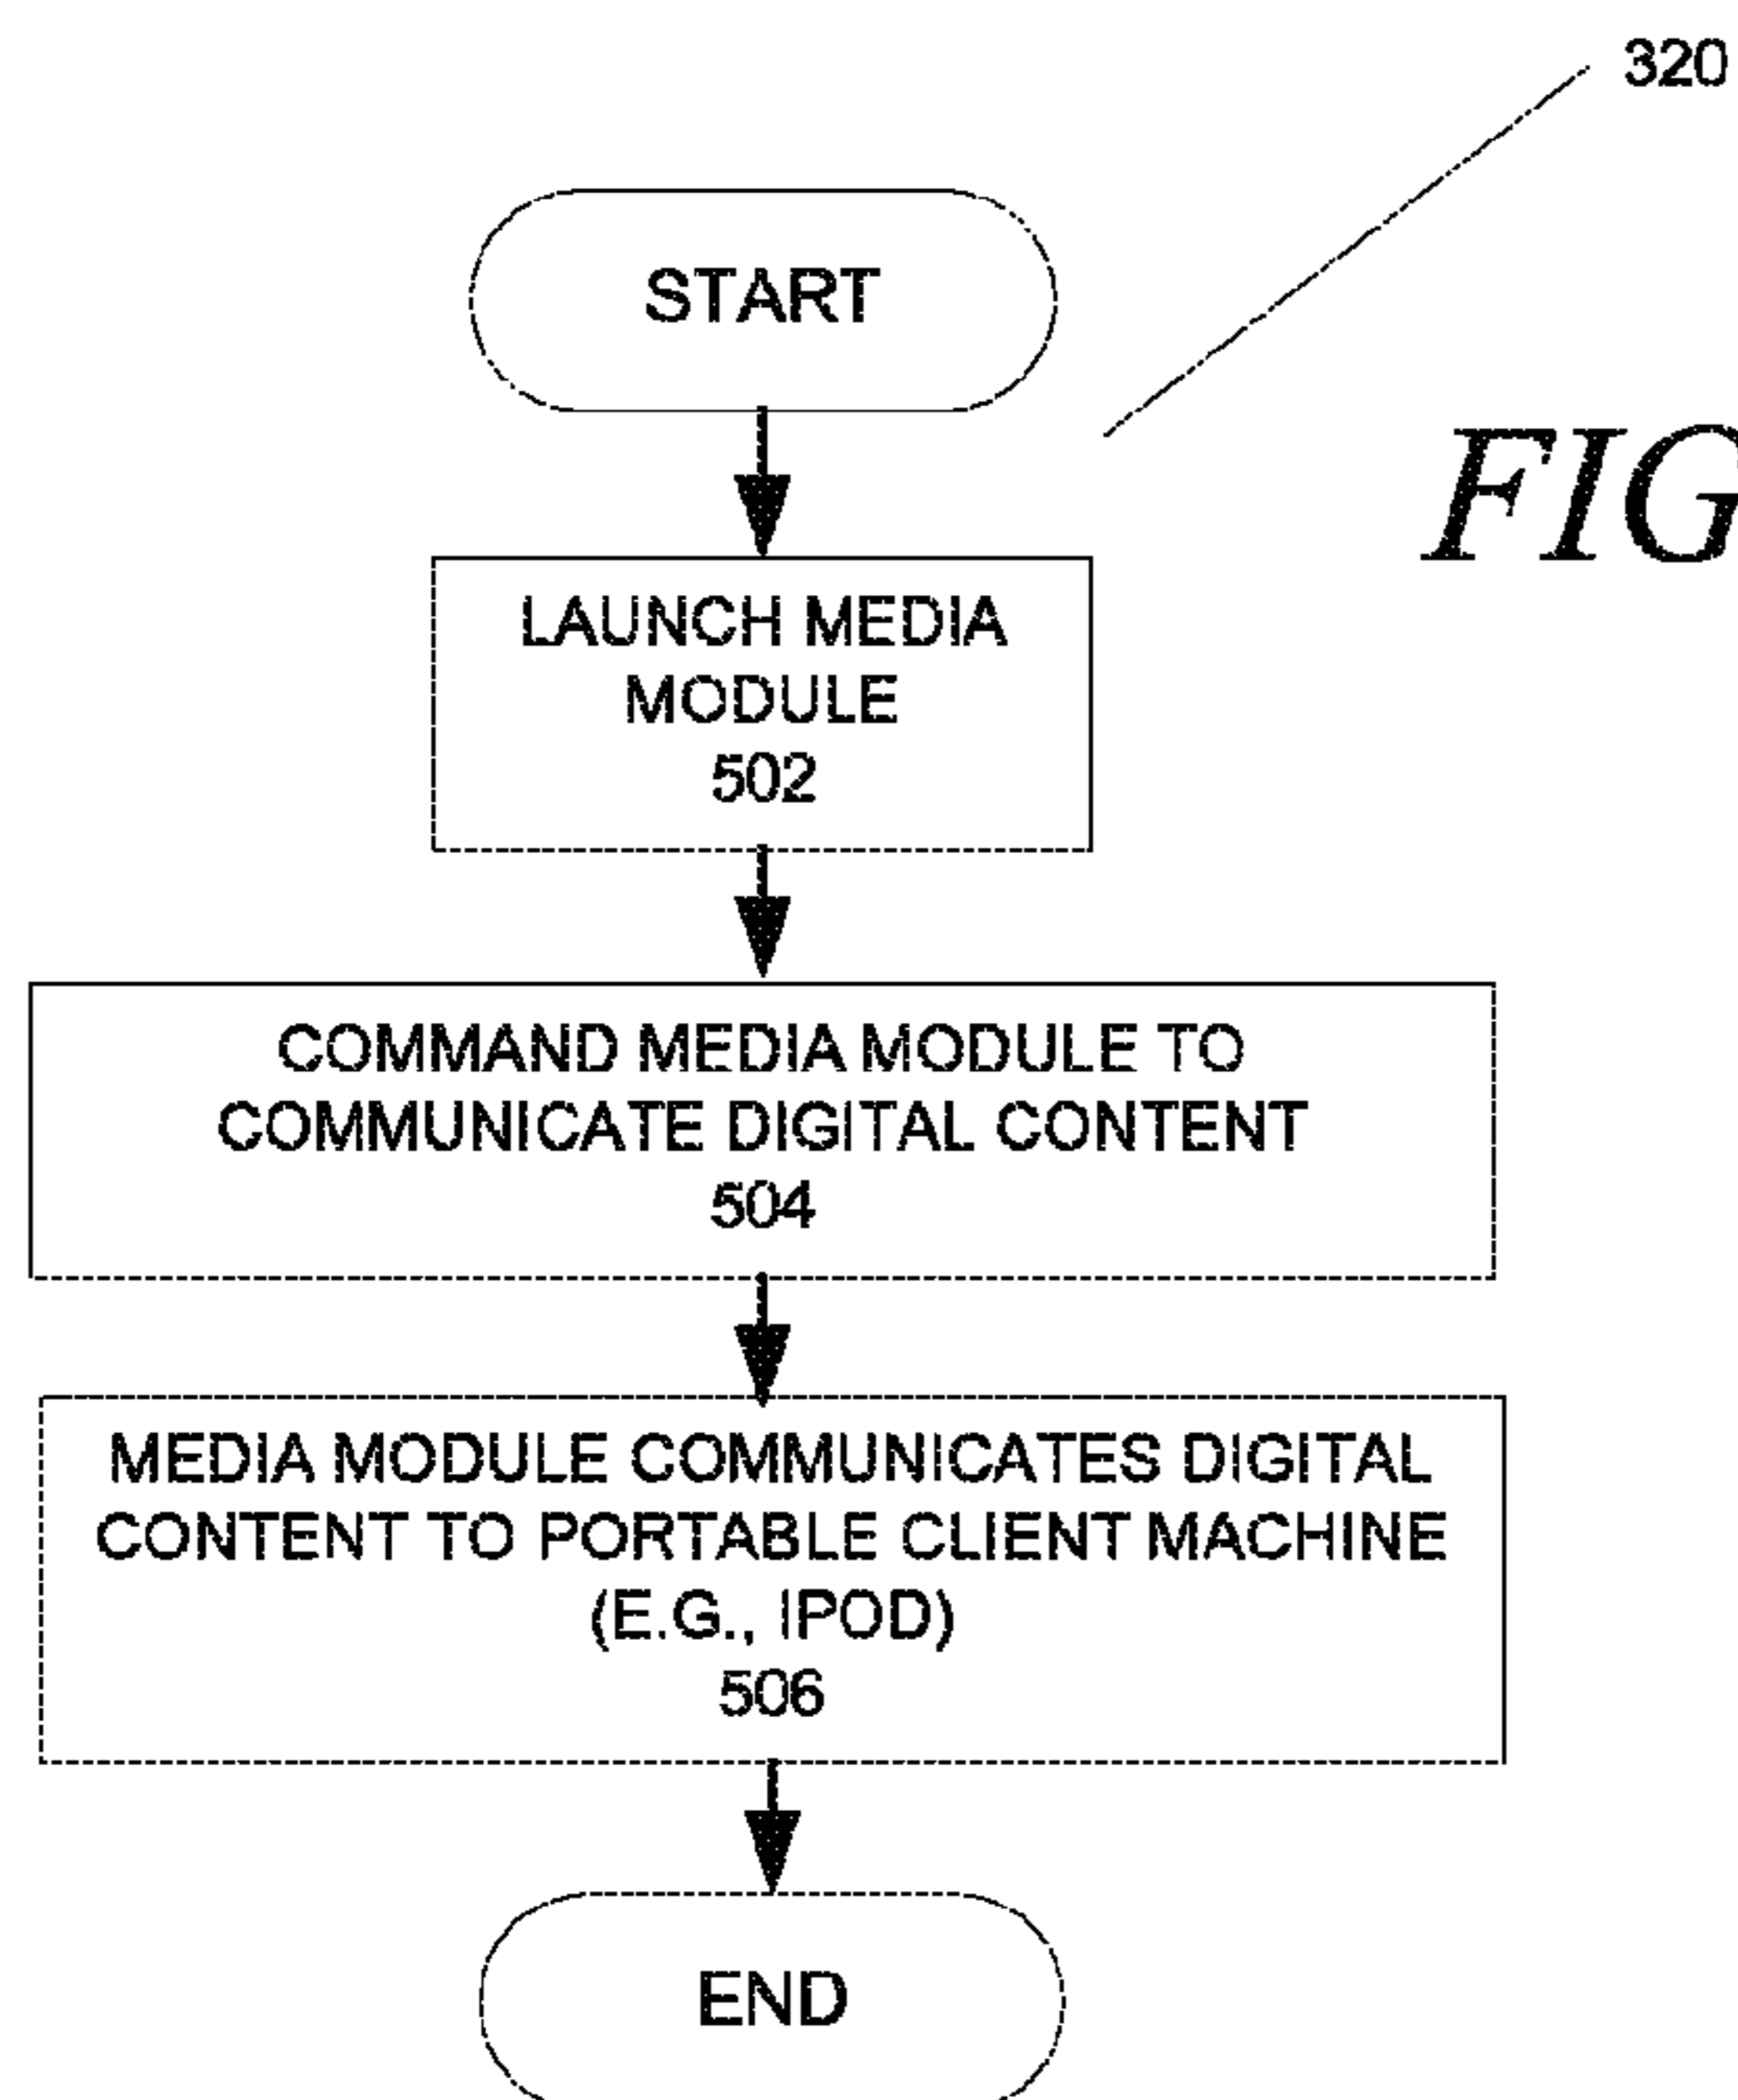 320
START
FIG
LAUNCH MEDIA
MODULE
502
COMMAND MEDIA MODULE TO
COMMUNICATE DIGITAL CONTENT
504
MEDIA MODULE COMMUNICATES DIGITAL
CONTENT TO PORTABLE CLIENT MACHINE
(E.G., IPOD)
506
END